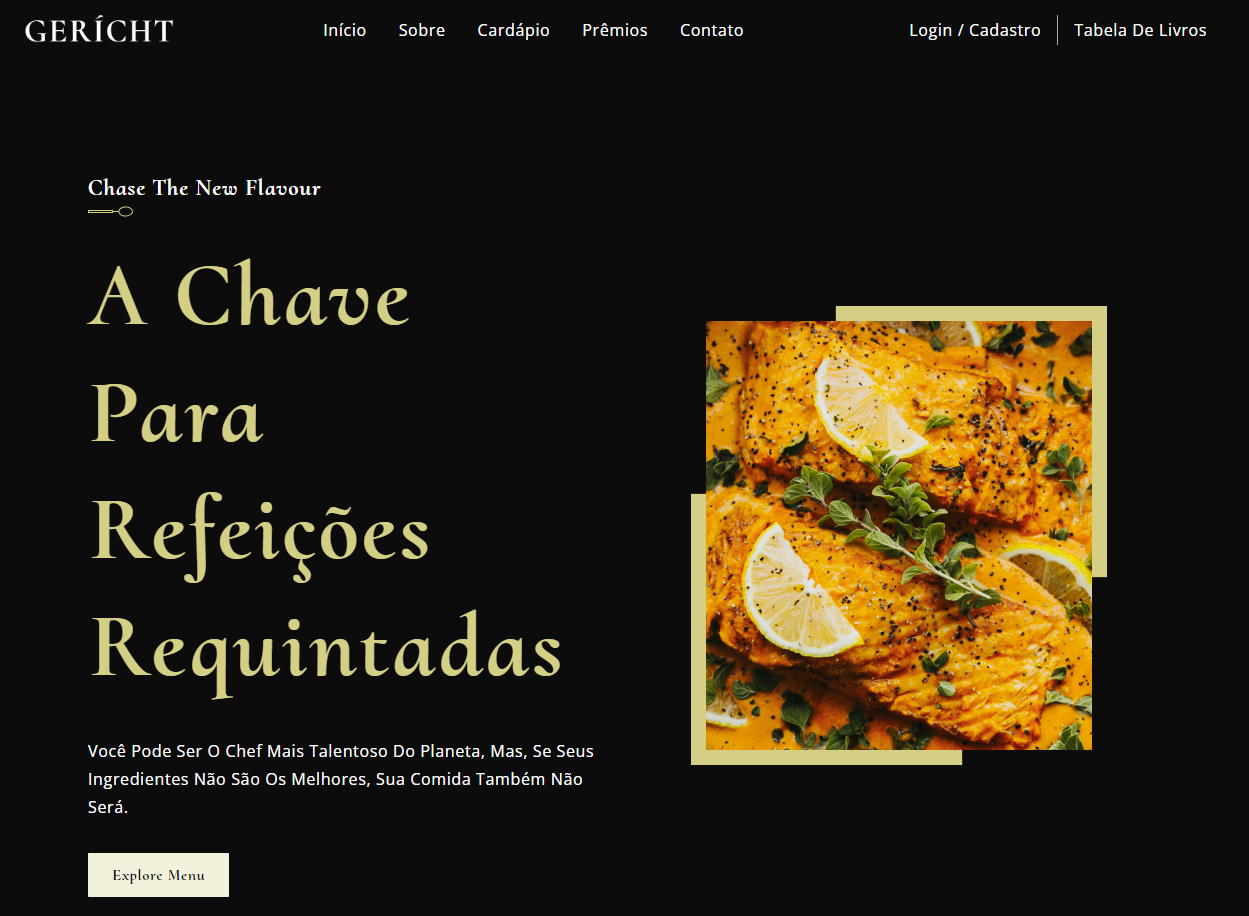 GERÍCHT
Início Sobre Cardápio Prêmios Contato
Login / Cadastro Tabela De Livros
Chase The New Flavour
A Chave
Para
Refeições
Requintadas
Você Pode Ser O Chef Mais Talentoso Do Planeta, Mas, Se Seus
Ingredientes Não São Os Melhores, Sua Comida Também Não
Será.
Explore Menu